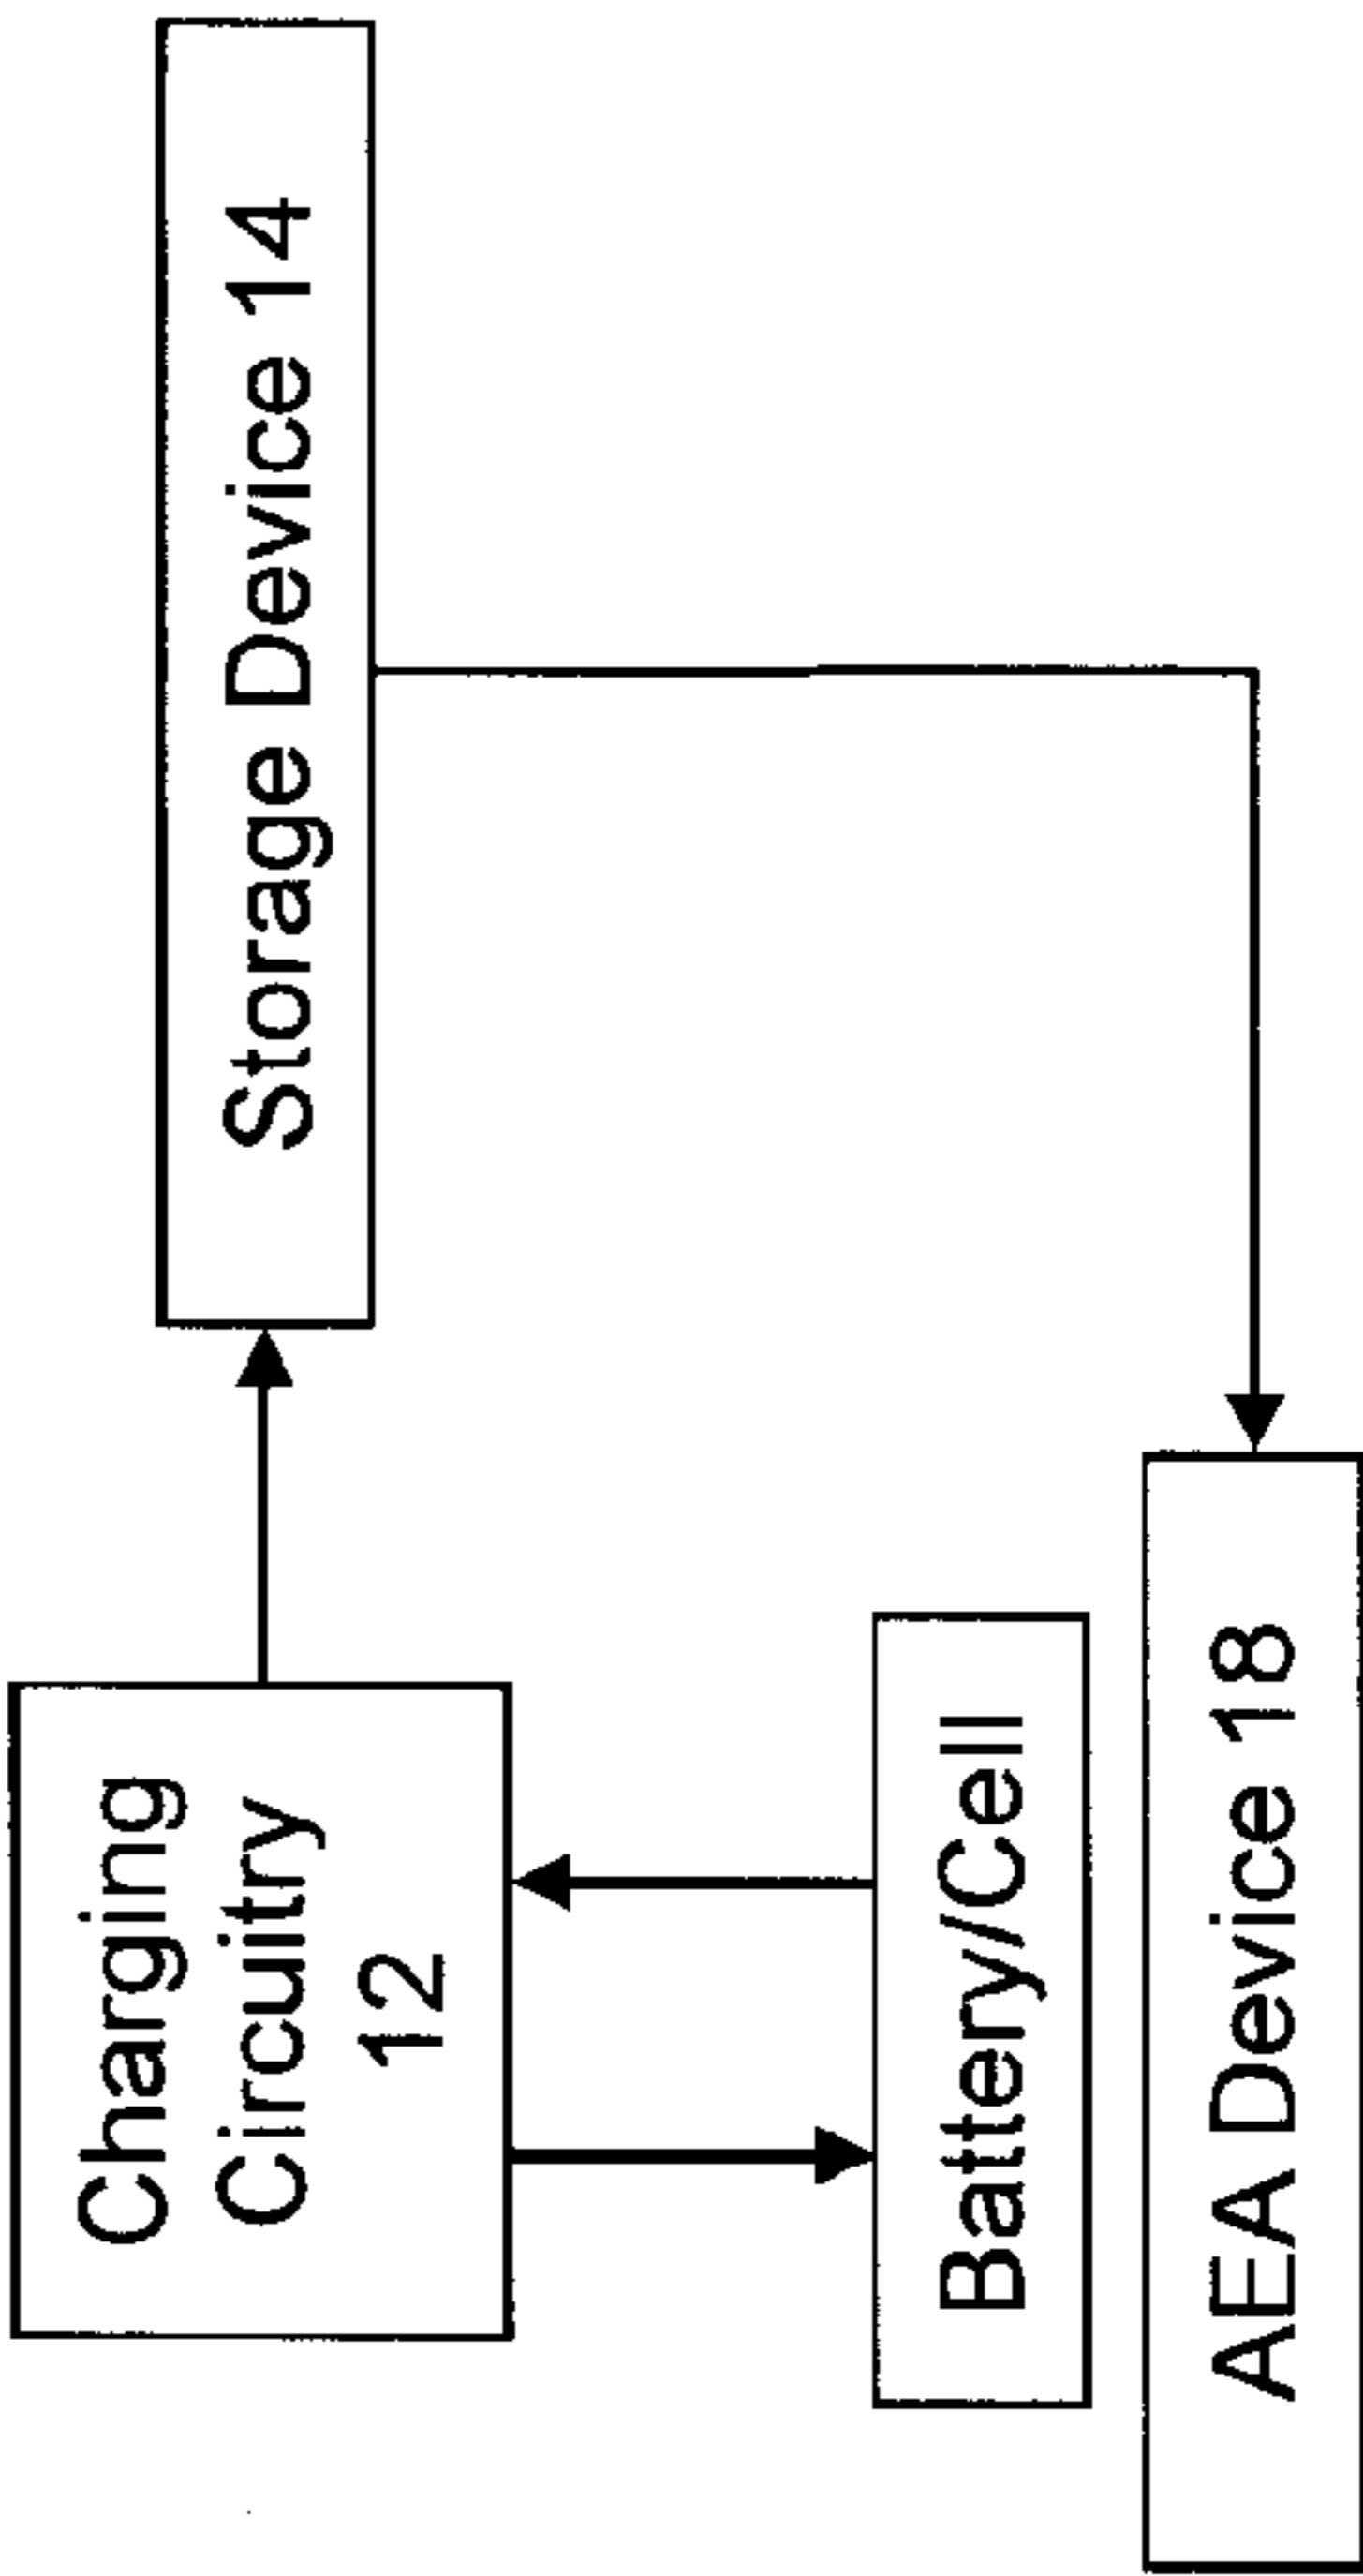 Charging
Circuitry
12
Storage Device 14
Battery/Cell
AEA Device 18